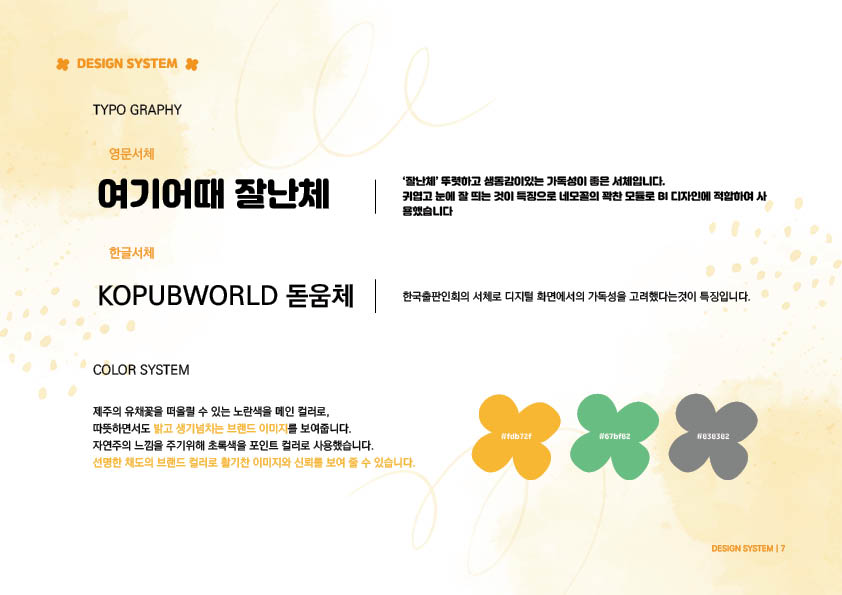 DESIGN SYSTEM
TYPO GRAPHY
영문서체
여기어때 잘난체
‘잘난체’ 뚜렷하고 생동감이있는 가독성이 좋은 서체입니다.
귀엽고 눈에 잘 띄는 것이 특징으로 네모꼴의 꽉찬 모듈로 BI 디자인에 적합하여 사
용했습니다
한글서체
KOPUBWORLD 돋움체
한국출판인회의 서체로 디지털 화면에서의 가독성을 고려했다는것이 특징입니다.
COLOR SYSTEM
제주의 유채꽃을 떠올릴 수 있는 노란색을 메인 컬러로,
따뜻하면서도 밝고 생기넘치는 브랜드 이미지를 보여줍니다.
자연주의 느낌을 주기위해 초록색을 포인트 컬러로 사용했습니다.
선명한 채도의 브랜드 컬러로 활기찬 이미지와 신뢰를 보여 줄 수 있습니다.
#fdb72f
#67bf82
#838382
DESIGN SYSTEM | 7